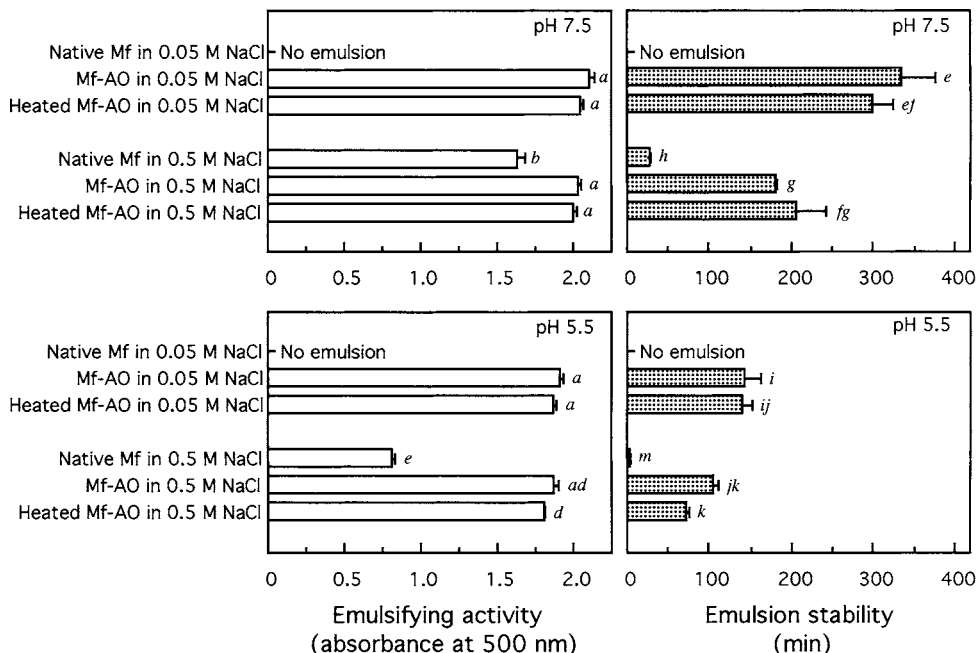 pH 7.5 pH 7.5
Native Mf in 0.05 M NaCl No emulsion No emulsion
Mf-AO in 0.05 M NaCl a e
Heated Mf-AO in 0.05 M NaCl a ef
Native Mf in 0.5 M NaCl b h
Mf-AO in 0.5 M NaCl a g
Heated Mf-AO in 0.5 M NaCl a fg
0.0 0.5 1.0 1.5 2.0 0 100 200 300 400
pH 5.5 pH 5.5
Native Mf in 0.05 M NaCl No emulsion No emulsion
Mf-AO in 0.05 M NaCl a i
Heated Mf-AO in 0.05 M NaCl a ij
Native Mf in 0.5 M NaCl e m
Mf-AO in 0.5 M NaCl ad jk
Heated Mf-AO in 0.5 M NaCl d k
0.0 0.5 1.0 1.5 2.0 0 100 200 300 400
Emulsifying activity Emulsion stability
(absorbance at 500 nm) (min)